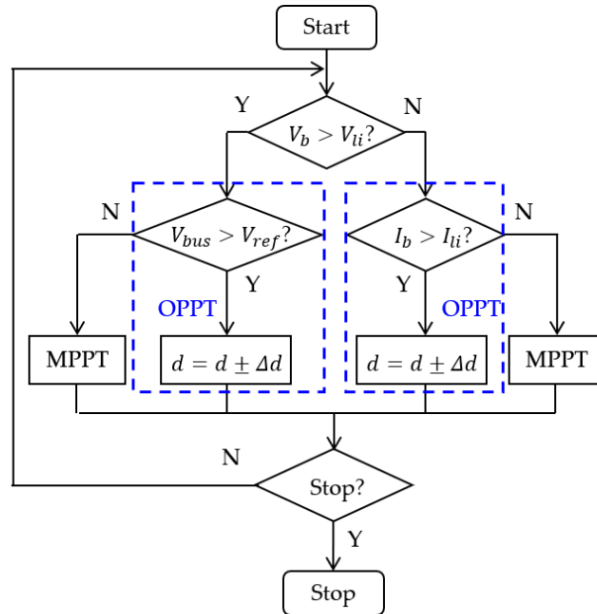 Start
Y
N
V_b > V_li?
N
V_bus > V_ref?
I_b > I_li?
N
Y
Y
OPPT
OPPT
MPPT
d = d ± Δd
d = d ± Δd
MPPT
N
Stop?
Y
Stop